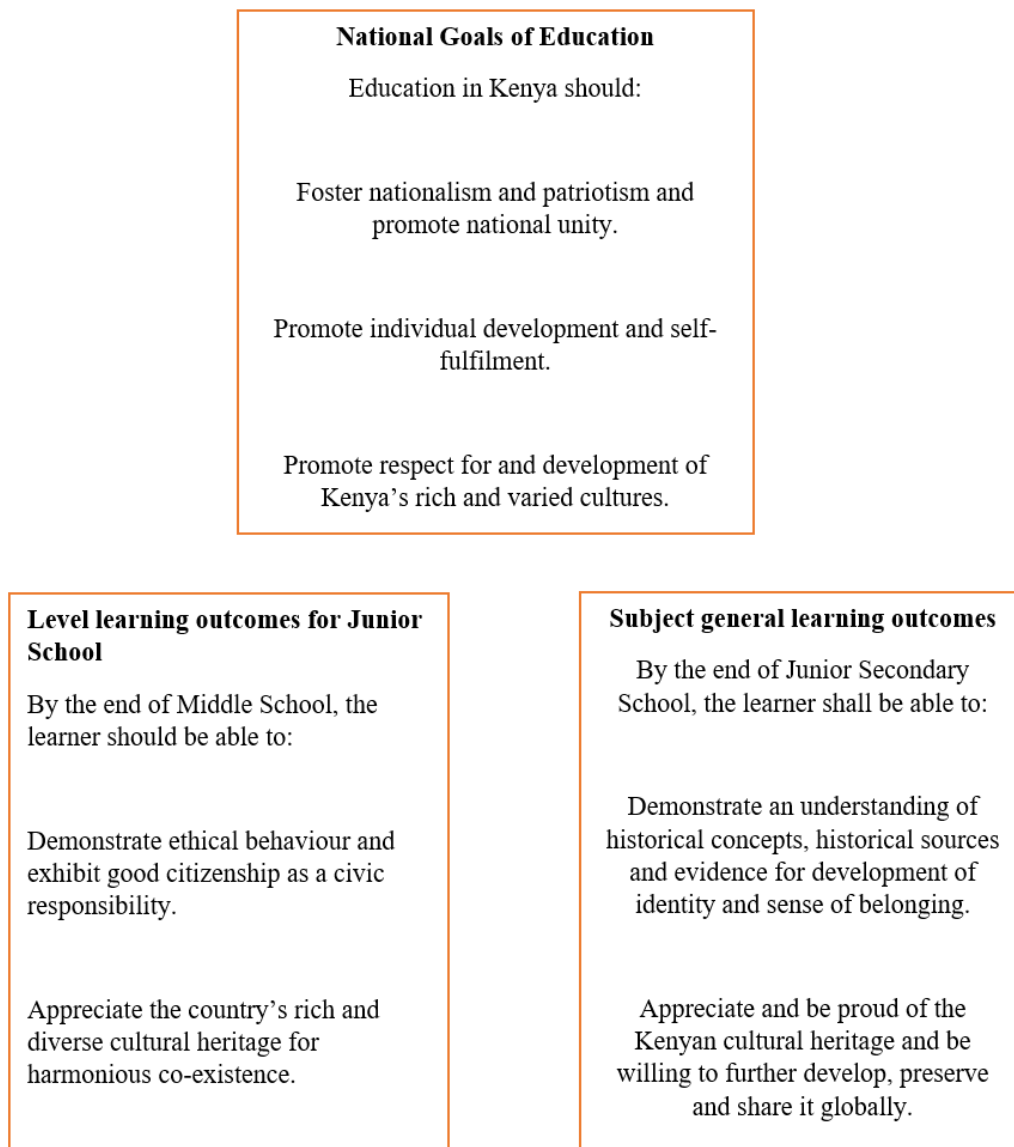 National Goals of Education
Education in Kenya should:
Foster nationalism and patriotism and
promote national unity.
Promote individual development and self-
fulfilment.
Promote respect for and development of
Kenya’s rich and varied cultures.
Level learning outcomes for Junior
School
By the end of Middle School, the
learner should be able to:
Demonstrate ethical behaviour and
exhibit good citizenship as a civic
responsibility.
Appreciate the country’s rich and
diverse cultural heritage for
harmonious co-existence.
Subject general learning outcomes
By the end of Junior Secondary
School, the learner shall be able to:
Demonstrate an understanding of
historical concepts, historical sources
and evidence for development of
identity and sense of belonging.
Appreciate and be proud of the
Kenyan cultural heritage and be
willing to further develop, preserve
and share it globally.